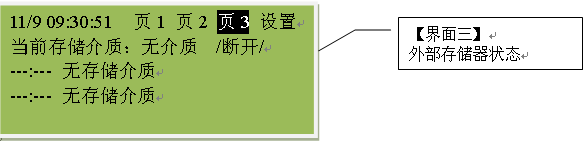 11/9 09:30:51 页 1 页 2 页 3 设置
当前存储介质：无介质 /断开/
---:--- 无存储介质
---:--- 无存储介质
【界面三】
外部存储器状态